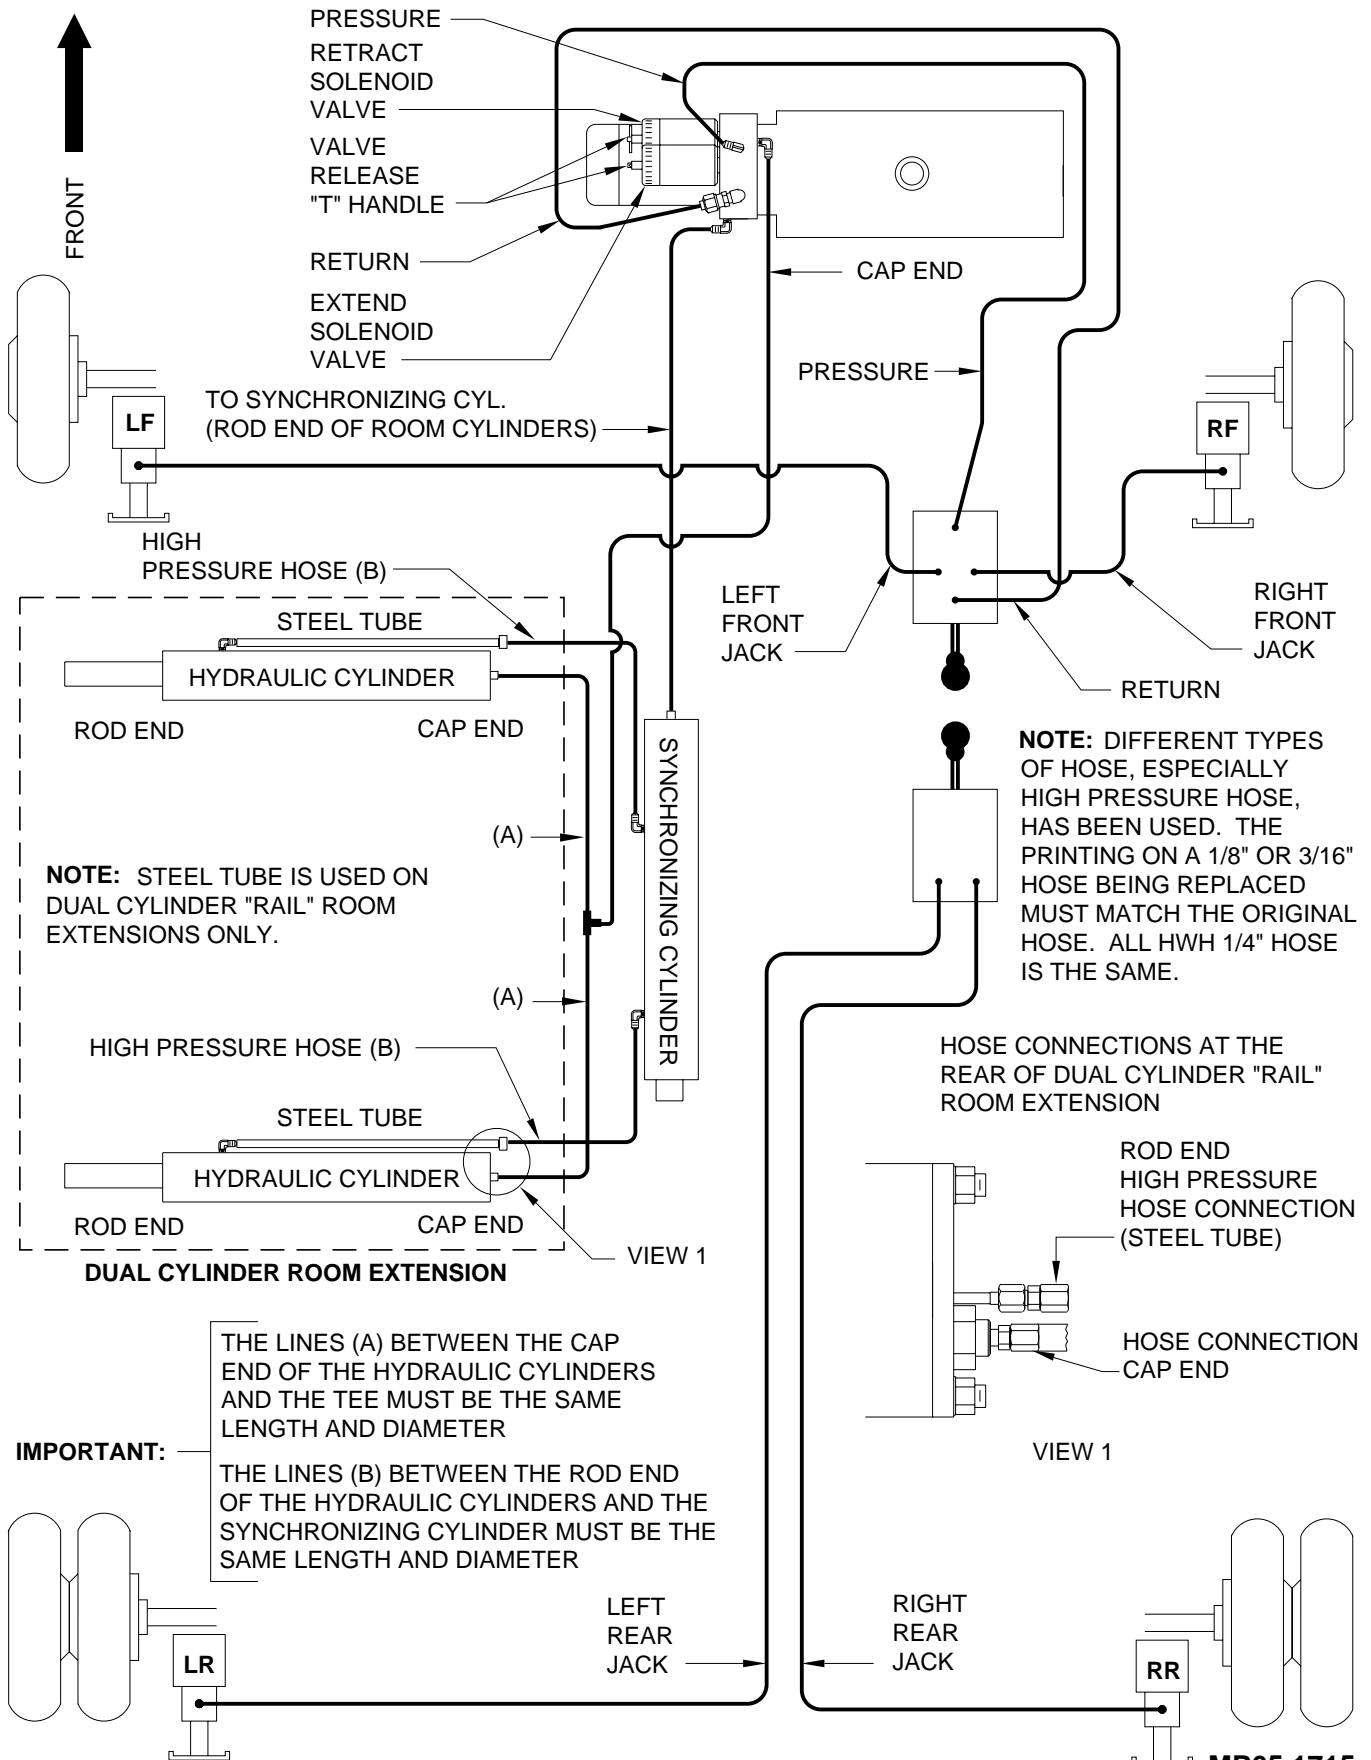 PRESSURE
RETRACT
SOLENOID
VALVE
VALVE
RELEASE
"T" HANDLE
FRONT
RETURN
CAP END
EXTEND
SOLENOID
VALVE
PRESSURE
TO SYNCHRONIZING CYL.
(ROD END OF ROOM CYLINDERS)
LF
RF
HIGH
PRESSURE HOSE (B)
LEFT
FRONT
JACK
RIGHT
FRONT
JACK
STEEL TUBE
HYDRAULIC CYLINDER
RETURN
ROD END
CAP END
SYNCHRONIZING CYLINDER
NOTE: DIFFERENT TYPES
OF HOSE, ESPECIALLY
HIGH PRESSURE HOSE,
HAS BEEN USED. THE
PRINTING ON A 1/8" OR 3/16"
HOSE BEING REPLACED
MUST MATCH THE ORIGINAL
HOSE. ALL HWH 1/4" HOSE
IS THE SAME.
(A)
NOTE: STEEL TUBE IS USED ON
DUAL CYLINDER "RAIL" ROOM
EXTENSIONS ONLY.
(A)
HIGH PRESSURE HOSE (B)
HOSE CONNECTIONS AT THE
REAR OF DUAL CYLINDER "RAIL"
ROOM EXTENSION
STEEL TUBE
HYDRAULIC CYLINDER
ROD END
CAP END
VIEW 1
DUAL CYLINDER ROOM EXTENSION
ROD END
HIGH PRESSURE
HOSE CONNECTION
(STEEL TUBE)
HOSE CONNECTION
CAP END
VIEW 1
IMPORTANT:
THE LINES (A) BETWEEN THE CAP
END OF THE HYDRAULIC CYLINDERS
AND THE TEE MUST BE THE SAME
LENGTH AND DIAMETER
THE LINES (B) BETWEEN THE ROD END
OF THE HYDRAULIC CYLINDERS AND THE
SYNCHRONIZING CYLINDER MUST BE THE
SAME LENGTH AND DIAMETER
LEFT
REAR
JACK
RIGHT
REAR
JACK
LR
RR